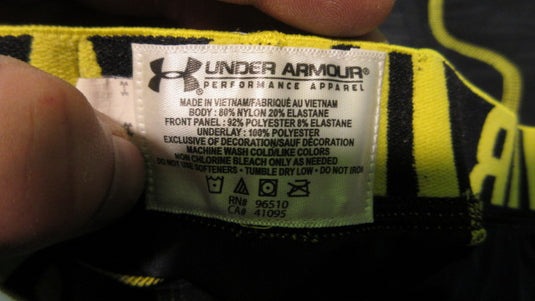 UNDER ARMOUR®
PERFORMANCE APPAREL
MADE IN VIETNAM/FABRIQUÉ AU VIETNAM
BODY: 80% NYLON 20% ELASTANE
FRONT PANEL: 92% POLYESTER 8% ELASTANE
UNDERLAY: 100% POLYESTER
EXCLUSIVE OF DECORATION/SAUF DÉCORATION
MACHINE WASH COLD/LIKE COLORS
NON CHLORINE BLEACH ONLY AS NEEDED
DO NOT USE SOFTENERS • TUMBLE DRY LOW • DO NOT IRON
RN# 96510
CA# 41095